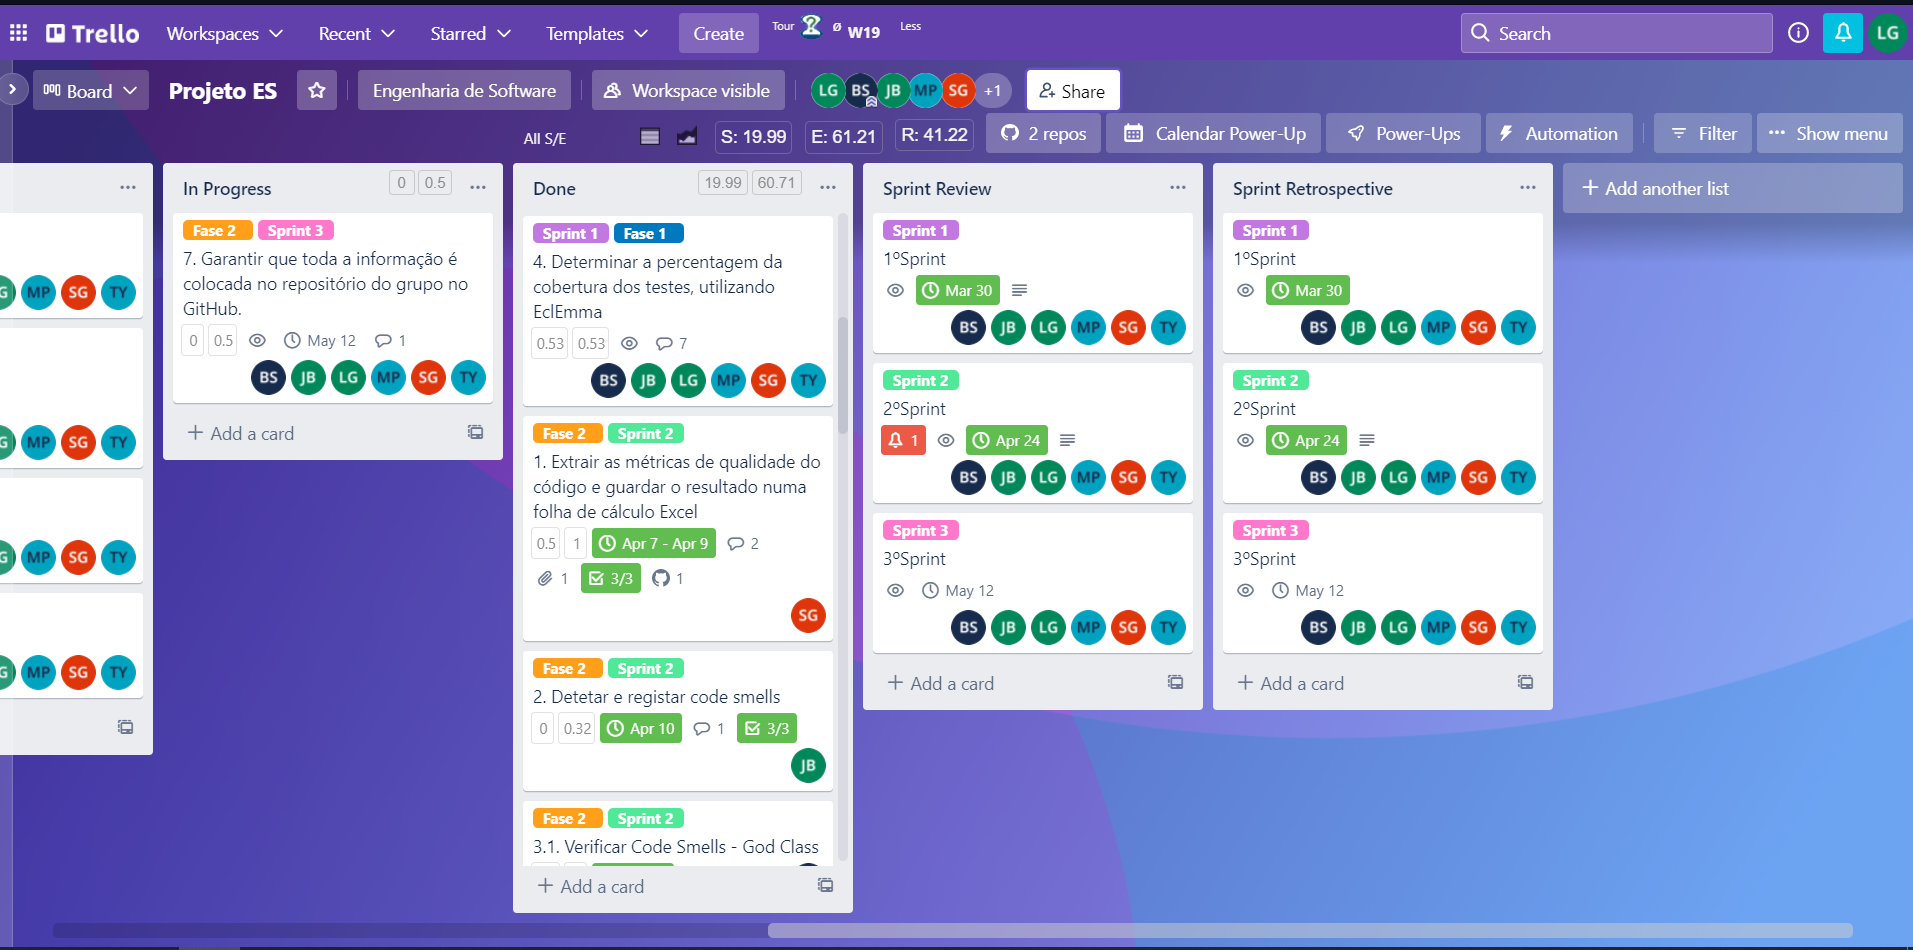 Trello
Workspaces
Recent
Starred
Templates
Create
Tour
Ø W19
Less
Search
LG
Board
Projeto ES
Engenharia de Software
Workspace visible
LG BS JB MP SG +1
Share
All S/E
S: 19.99
E: 61.21
R: 41.22
2 repos
Calendar Power-Up
Power-Ups
Automation
Filter
Show menu
G MP SG TY
G MP SG TY
G MP SG TY
G MP SG TY
In Progress
0 0.5
Fase 2 Sprint 3
7. Garantir que toda a informação é
colocada no repositório do grupo no
GitHub.
0 0.5 May 12 1
BS JB LG MP SG TY
+ Add a card
Done
19.99 60.71
Sprint 1 Fase 1
4. Determinar a percentagem da
cobertura dos testes, utilizando
EclEmma
0.53 0.53 7
BS JB LG MP SG TY
Fase 2 Sprint 2
1. Extrair as métricas de qualidade do
código e guardar o resultado numa
folha de cálculo Excel
0.5 1 Apr 7 - Apr 9 2
1 3/3 1
SG
Fase 2 Sprint 2
2. Detetar e registar code smells
0 0.32 Apr 10 1 3/3
JB
Fase 2 Sprint 2
3.1. Verificar Code Smells - God Class
+ Add a card
Sprint Review
Sprint 1
1ºSprint
Mar 30
BS JB LG MP SG TY
Sprint 2
2ºSprint
1 Apr 24
BS JB LG MP SG TY
Sprint 3
3ºSprint
May 12
BS JB LG MP SG TY
+ Add a card
Sprint Retrospective
Sprint 1
1ºSprint
Mar 30
BS JB LG MP SG TY
Sprint 2
2ºSprint
Apr 24
BS JB LG MP SG TY
Sprint 3
3ºSprint
May 12
BS JB LG MP SG TY
+ Add a card
+ Add another list